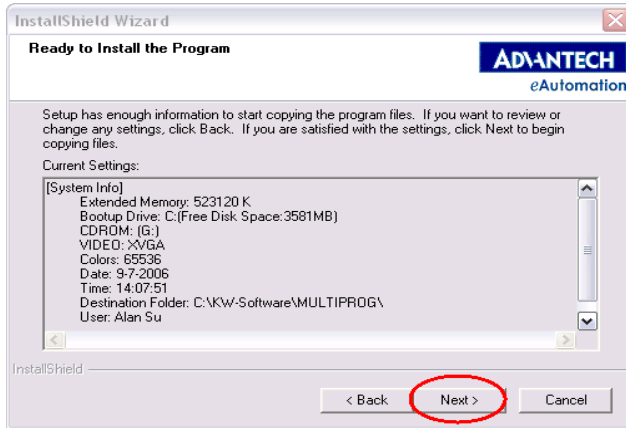 InstallShield Wizard
Ready to Install the Program
ADVANTECH
eAutomation
Setup has enough information to start copying the program files. If you want to review or
change any settings, click Back. If you are satisfied with the settings, click Next to begin
copying files.
Current Settings:
[System Info]
Extended Memory: 523120 K
Bootup Drive: C:(Free Disk Space:3581MB)
CDROM: (G:)
VIDEO: XVGA
Colors: 65536
Date: 9-7-2006
Time: 14:07:51
Destination Folder: C:\KW-Software\MULTIPROG\
User: Alan Su
InstallShield
< Back Next > Cancel